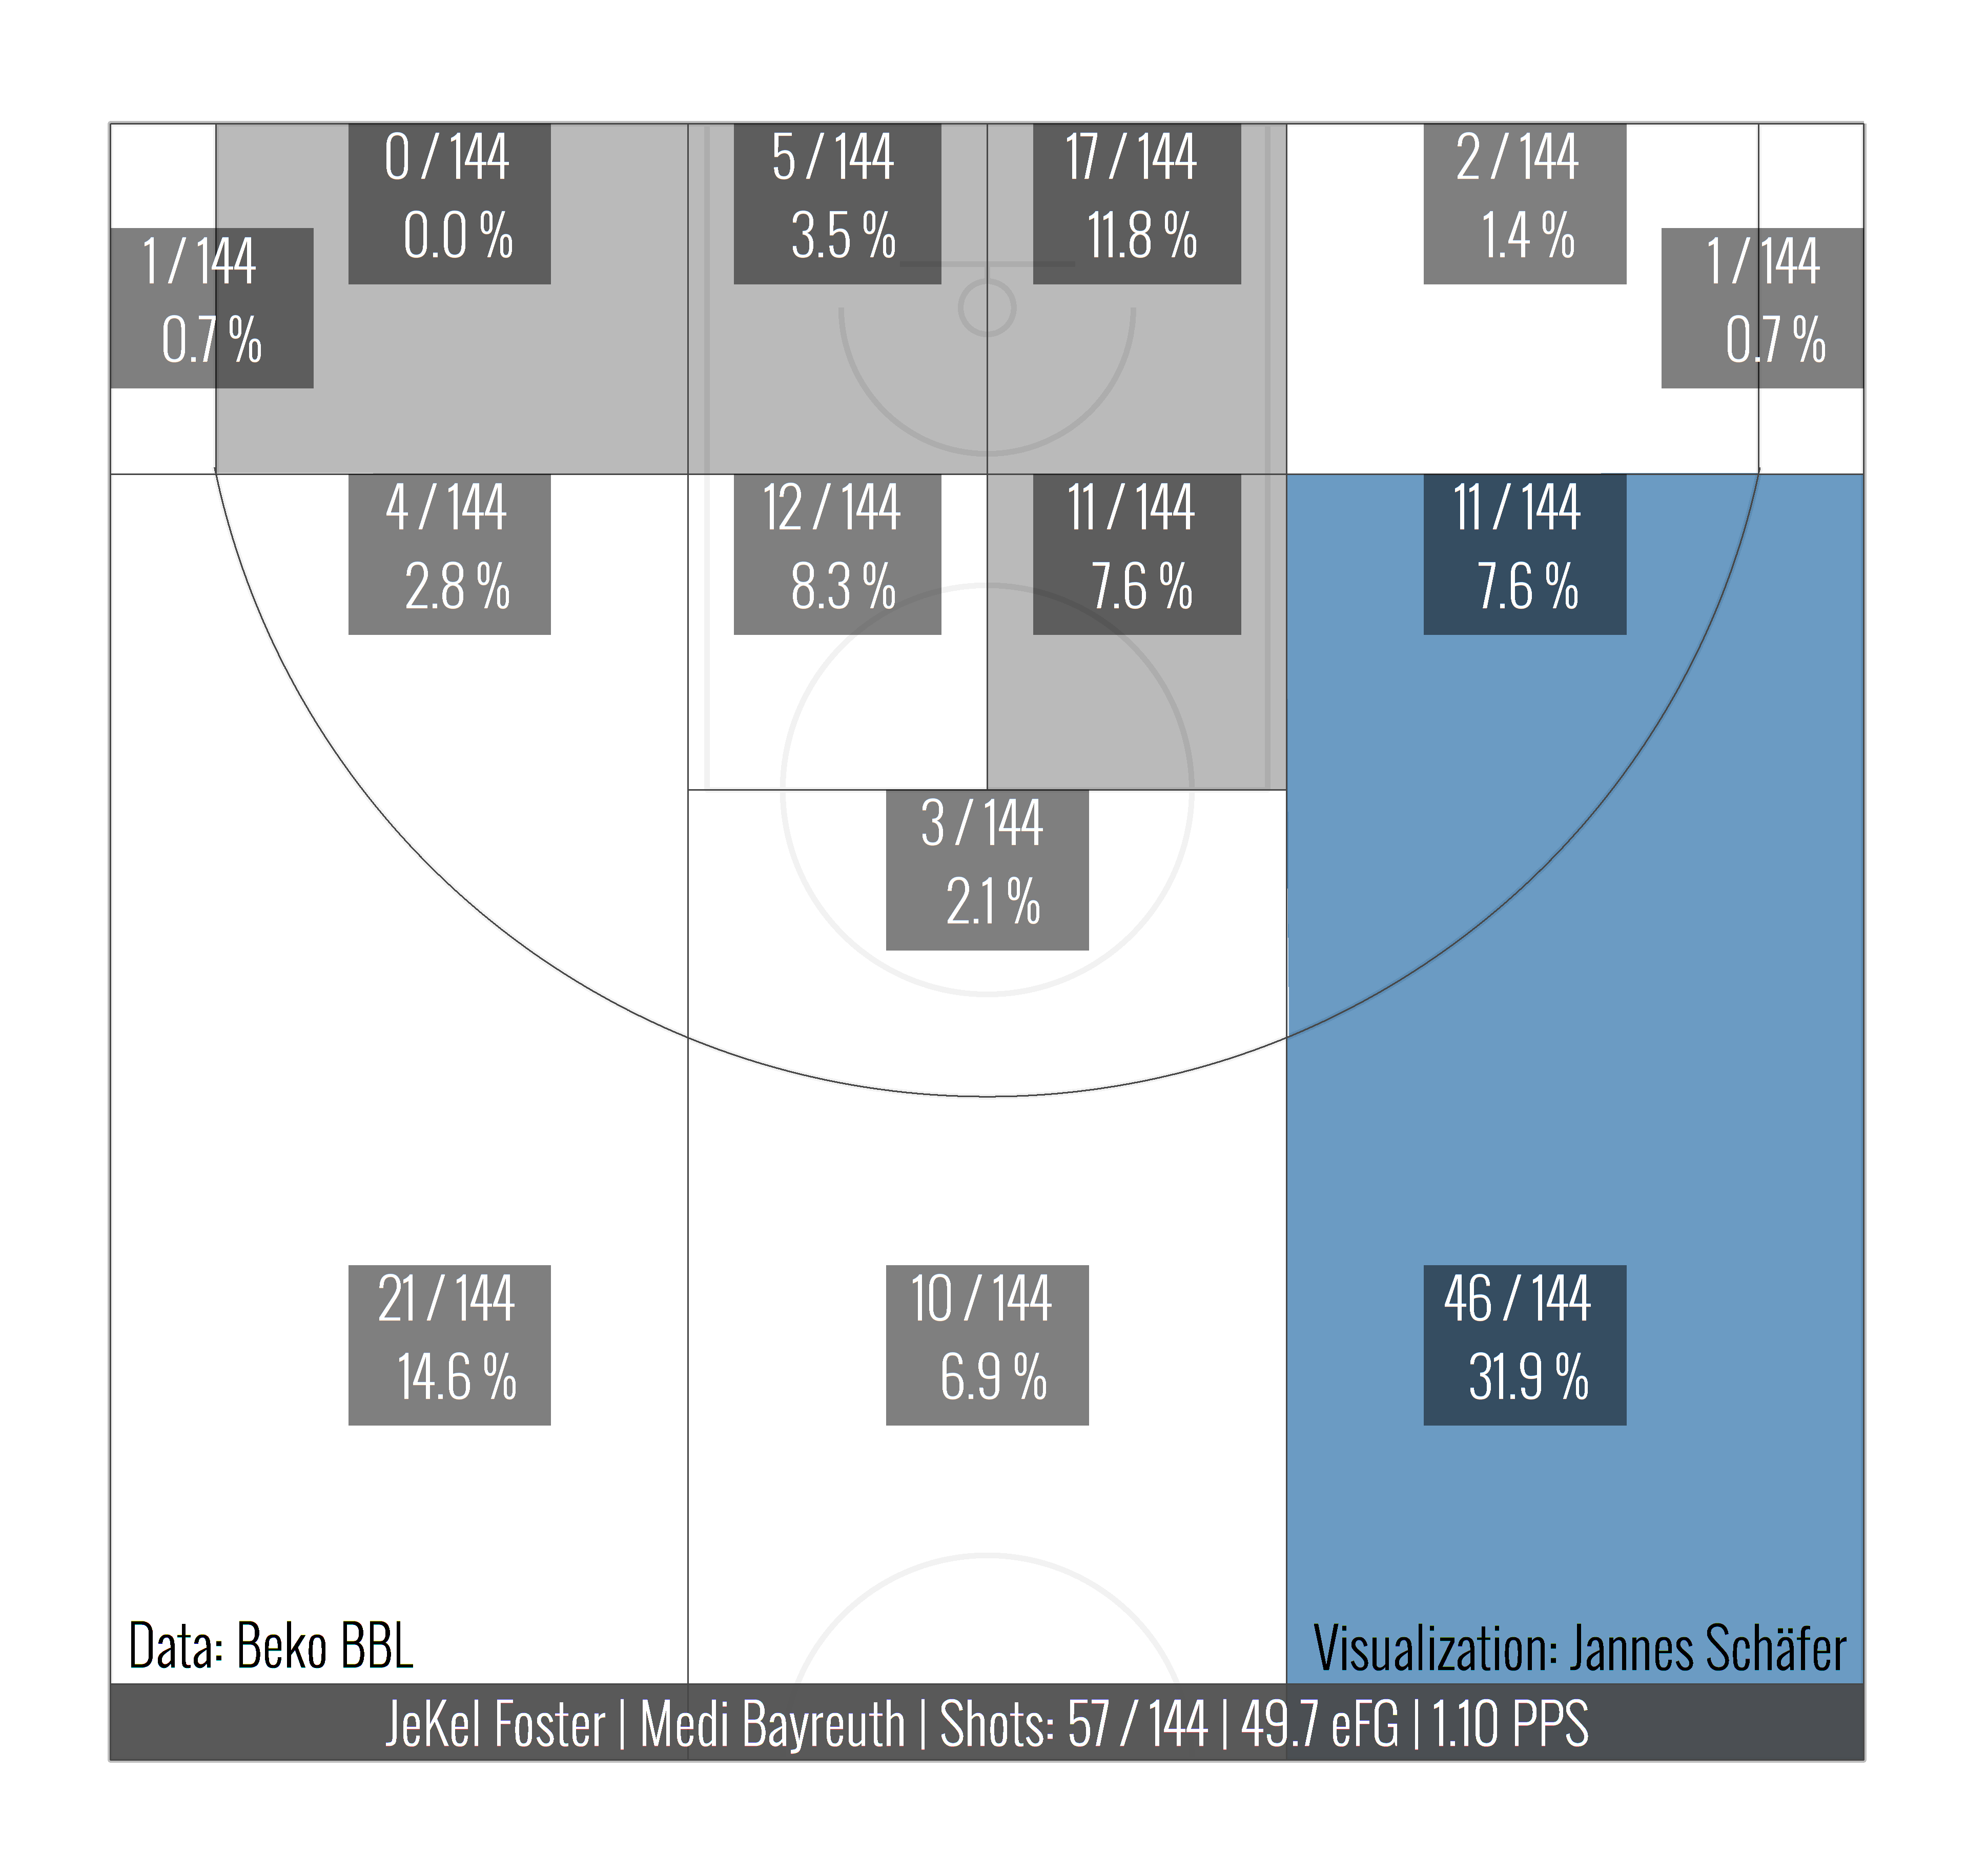 0 / 144
0.0 %
5 / 144
3.5 %
17 / 144
11.8 %
2 / 144
1.4 %
1 / 144
0.7 %
1 / 144
0.7 %
4 / 144
2.8 %
12 / 144
8.3 %
11 / 144
7.6 %
11 / 144
7.6 %
3 / 144
2.1 %
21 / 144
14.6 %
10 / 144
6.9 %
46 / 144
31.9 %
Data: Beko BBL
Visualization: Jannes Schäfer
JeKel Foster | Medi Bayreuth | Shots: 57 / 144 | 49.7 eFG | 1.10 PPS